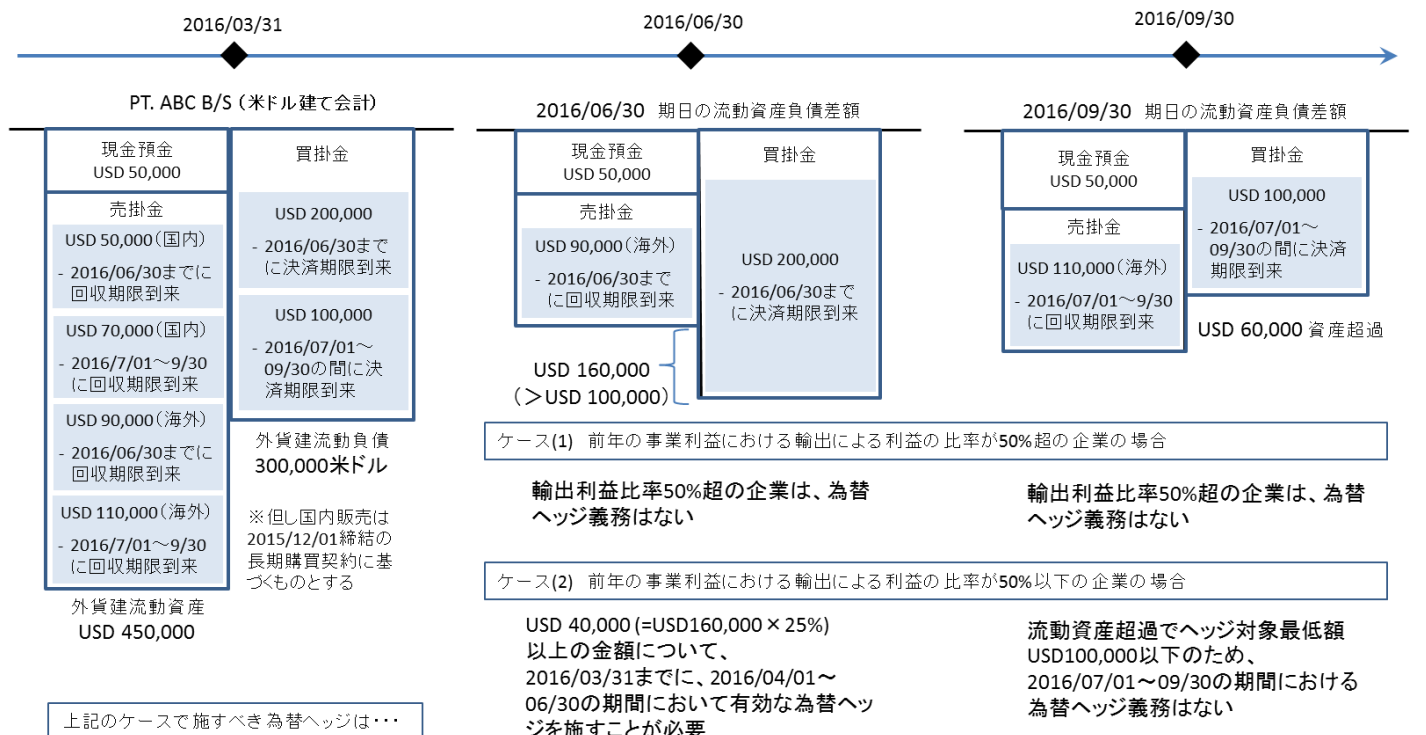 2016/03/31
2016/06/30
2016/09/30
PT. ABC B/S (米ドル建て会計)
現金預金
USD 50,000
売掛金
USD 50,000(国内)
- 2016/06/30までに
回収期限到来
USD 70,000(国内)
- 2016/7/01～9/30
に回収期限到来
USD 90,000(海外)
- 2016/06/30までに
回収期限到来
USD 110,000(海外)
- 2016/7/01～9/30
に回収期限到来
外貨建流動資産
USD 450,000
買掛金
USD 200,000
- 2016/06/30まで
に決済期限到来
USD 100,000
- 2016/07/01～
09/30の間に決
済期限到来
外貨建流動負債
300,000米ドル
※但し国内販売は
2015/12/01締結の
長期購買契約に基
づくものとする
上記のケースで施すべき為替ヘッジは・・・
2016/06/30 期日の流動資産負債差額
現金預金
USD 50,000
売掛金
USD 90,000(海外)
- 2016/06/30まで
に回収期限到来
USD 160,000
(＞USD 100,000)
買掛金
USD 200,000
- 2016/06/30まで
に決済期限到来
2016/09/30 期日の流動資産負債差額
現金預金
USD 50,000
売掛金
USD 110,000(海外)
- 2016/07/01～9/30
に回収期限到来
買掛金
USD 100,000
- 2016/07/01～
09/30の間に決済
期限到来
USD 60,000 資産超過
ケース(1) 前年の事業利益における輸出による利益の比率が50%超の企業の場合
輸出利益比率50%超の企業は、為替
ヘッジ義務はない
輸出利益比率50%超の企業は、為替
ヘッジ義務はない
ケース(2) 前年の事業利益における輸出による利益の比率が50%以下の企業の場合
USD 40,000 (=USD160,000 × 25%)
以上の金額について、
2016/03/31までに、2016/04/01～
06/30の期間において有効な為替ヘッ
ジを施すことが必要
流動資産超過でヘッジ対象最低額
USD100,000以下のため、
2016/07/01～09/30の期間における
為替ヘッジ義務はない